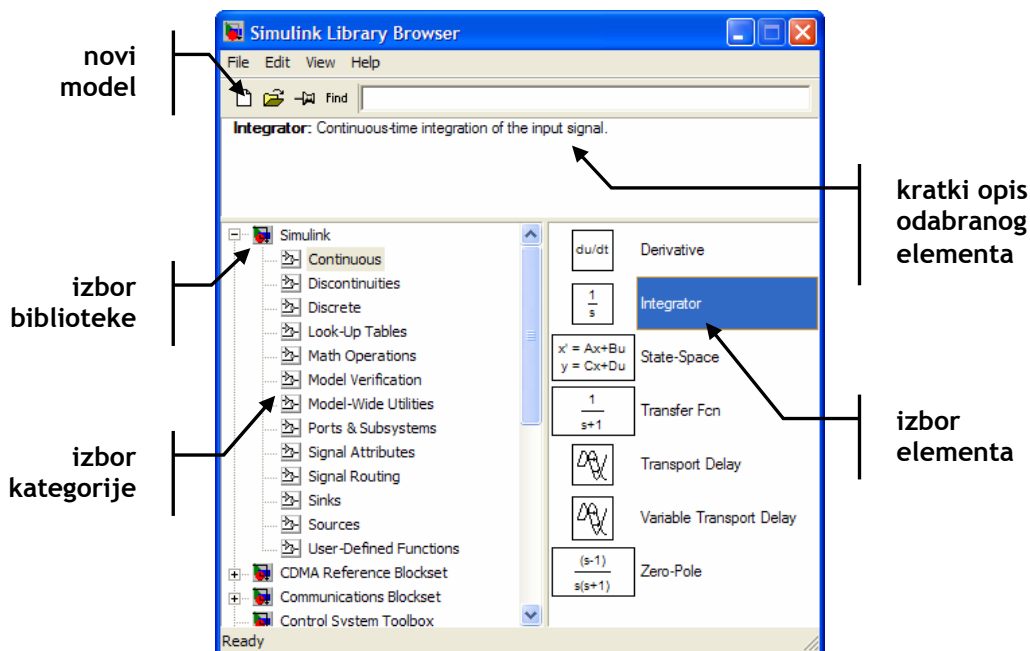 Simulink Library Browser
File Edit View Help
Find
Integrator: Continuous-time integration of the input signal.
novi
model
kratki opis
odabranog
elementa
izbor
biblioteke
izbor
kategorije
izbor
elementa
Simulink
Continuous
Discontinuities
Discrete
Look-Up Tables
Math Operations
Model Verification
Model-Wide Utilities
Ports & Subsystems
Signal Attributes
Signal Routing
Sinks
Sources
User-Defined Functions
CDMA Reference Blockset
Communications Blockset
Control System Toolbox
du/dt Derivative
1
s
Integrator
x' = Ax+Bu
y = Cx+Du
State-Space
1
s+1
Transfer Fcn
Transport Delay
Variable Transport Delay
(s-1)
s(s+1)
Zero-Pole
Ready